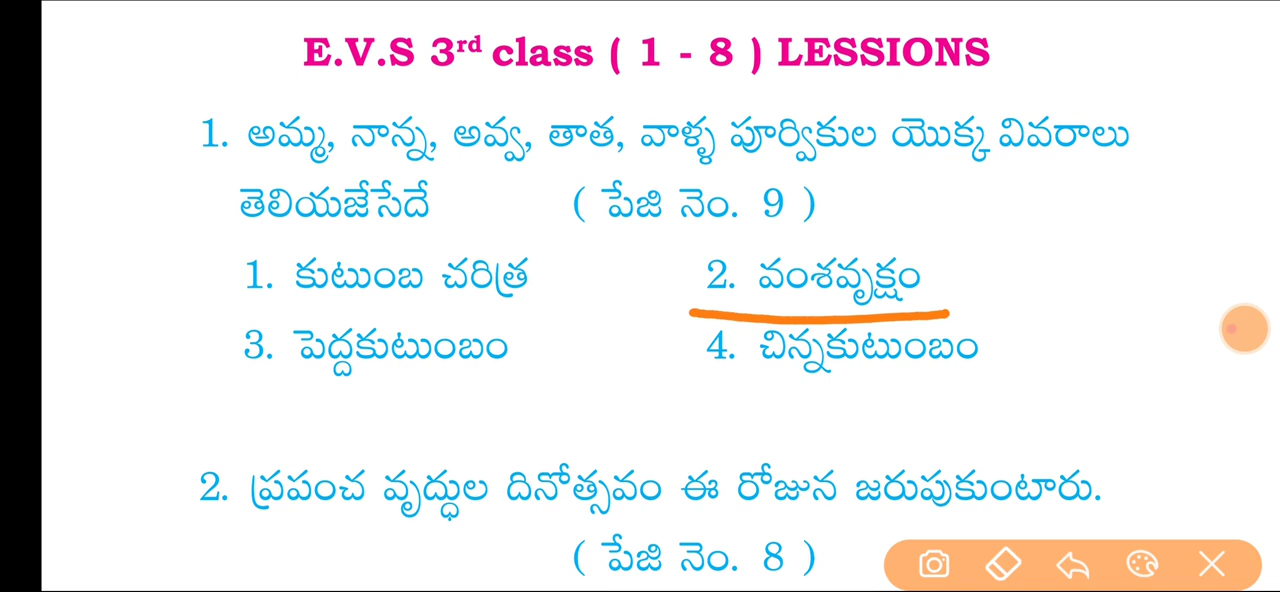 E.V.S 3rd class ( 1 - 8 ) LESSIONS
1. అమ్మ, నాన్న, అవ్వ, తాత, వాళ్ళ పూర్వికుల యొక్క వివరాలు
తెలియజేసేదే ( పేజి నెం. 9 )
1. కుటుంబ చరిత్ర 2. వంశవృక్షం
3. పెద్దకుటుంబం 4. చిన్నకుటుంబం
2. ప్రపంచ వృద్ధుల దినోత్సవం ఈ రోజున జరుపుకుంటారు.
( పేజి నెం. 8 )